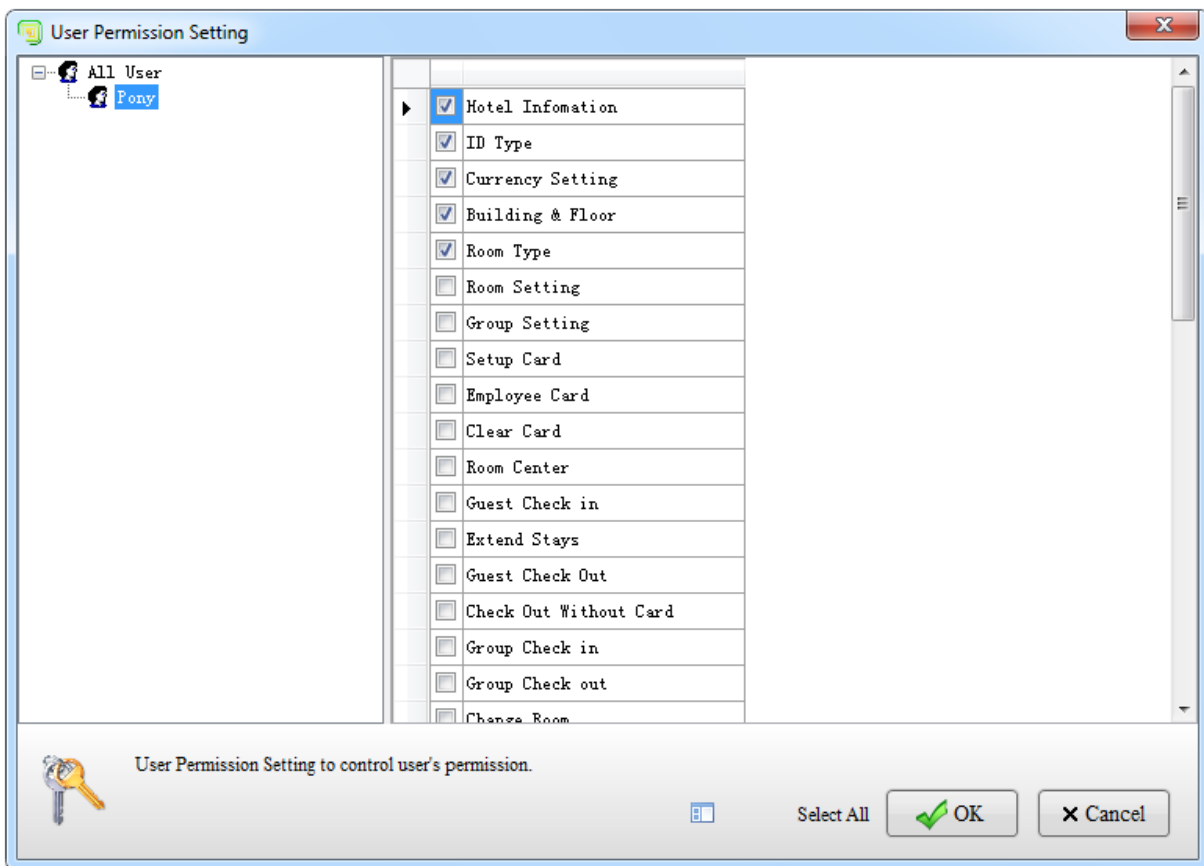 User Permission Setting
All User
Pony
Hotel Infomation
ID Type
Currency Setting
Building & Floor
Room Type
Room Setting
Group Setting
Setup Card
Employee Card
Clear Card
Room Center
Guest Check in
Extend Stays
Guest Check Out
Check Out Without Card
Group Check in
Group Check out
Change Room
User Permission Setting to control user's permission.
Select All OK Cancel